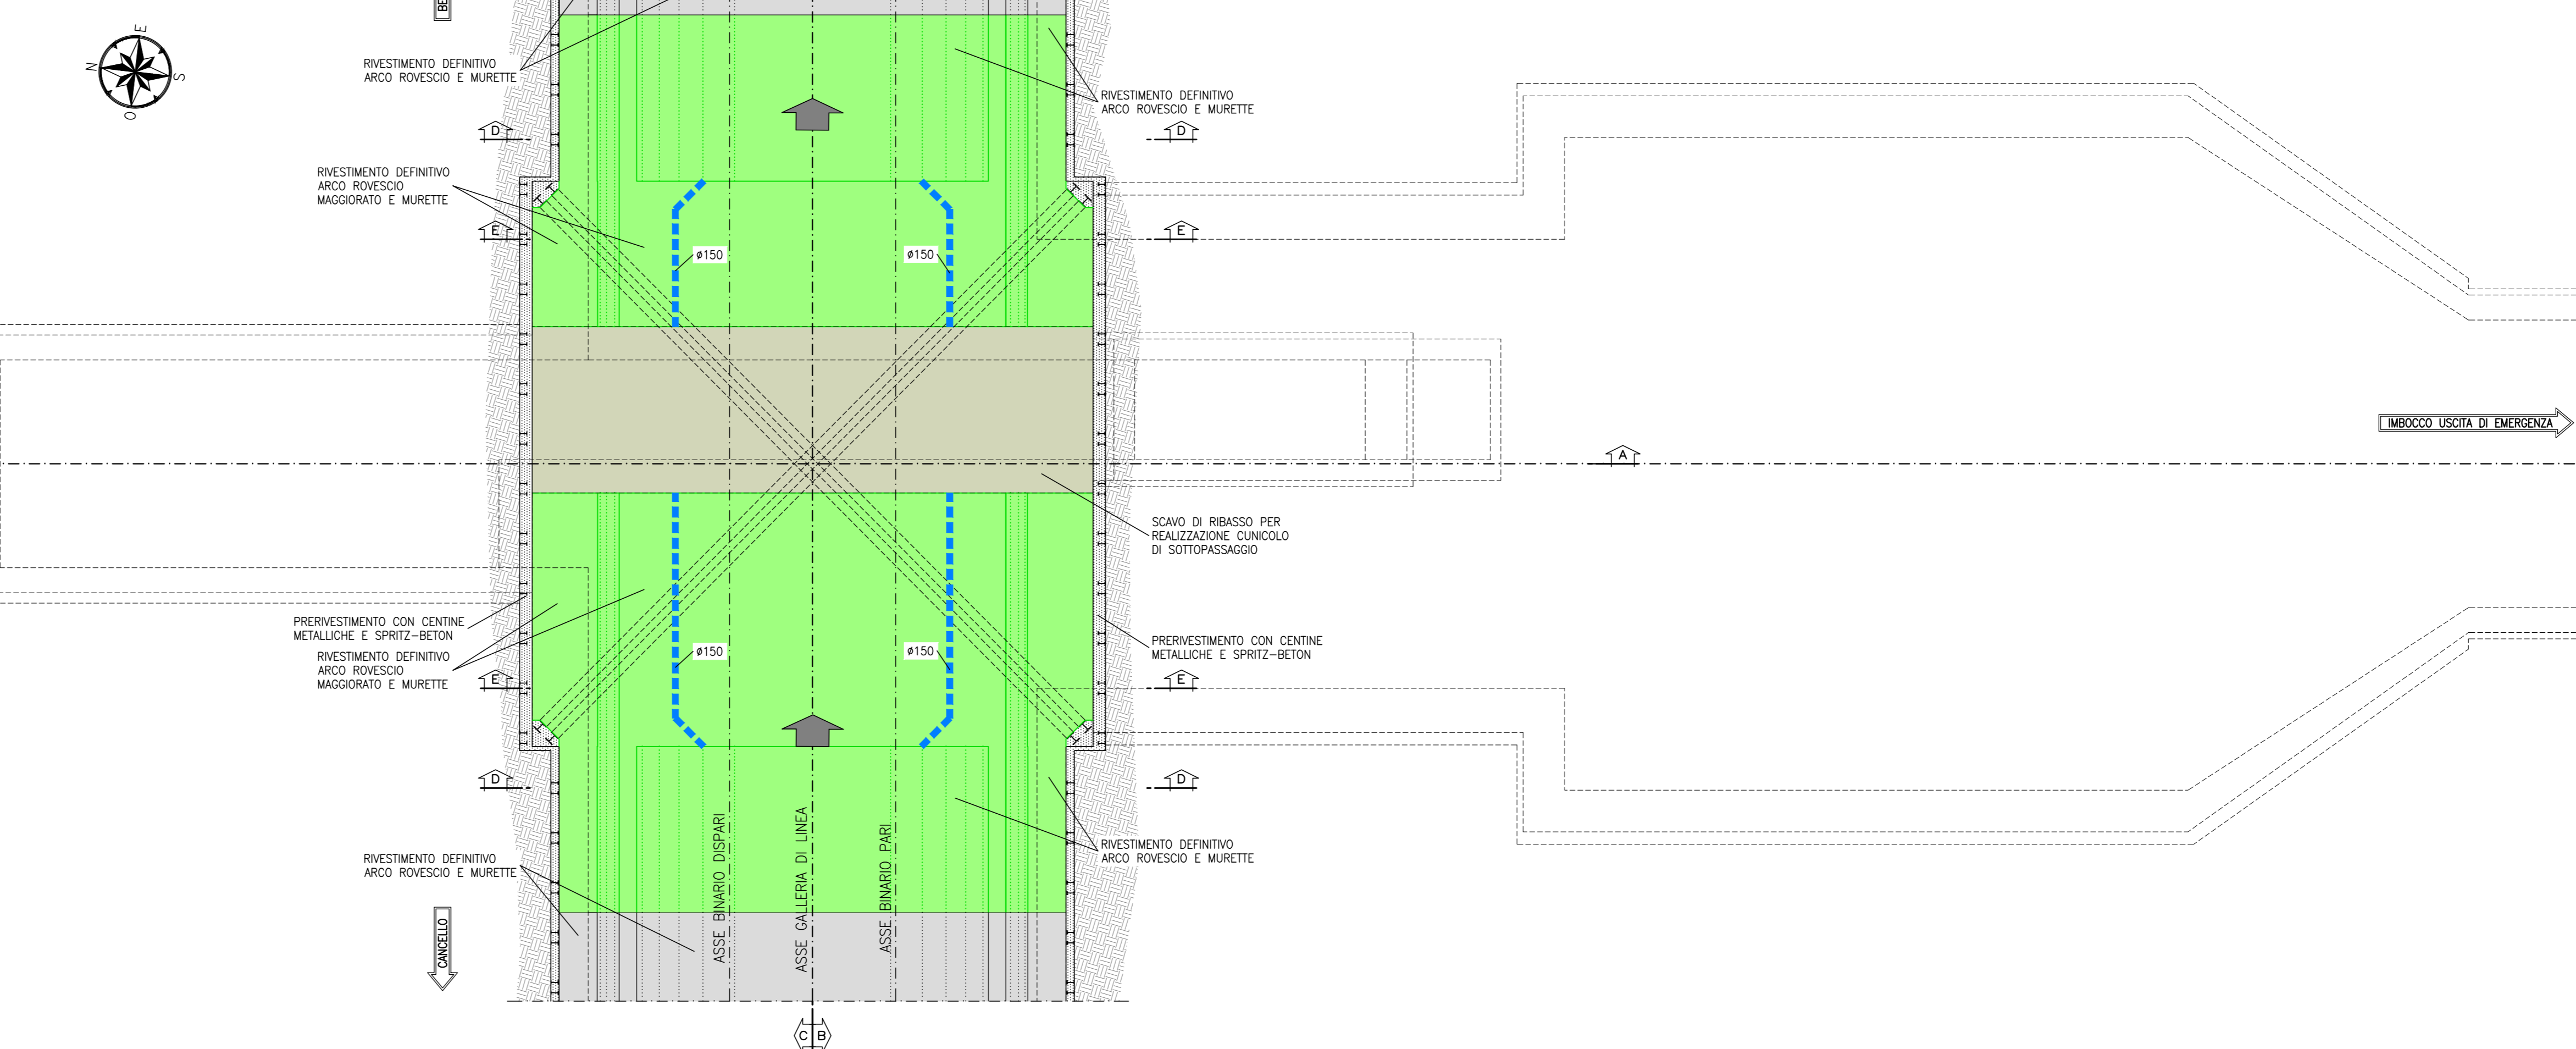 BE
E
N
S
O
RIVESTIMENTO DEFINITIVO
ARCO ROVESCIO E MURETTE
RIVESTIMENTO DEFINITIVO
ARCO ROVESCIO E MURETTE
D
D
RIVESTIMENTO DEFINITIVO
ARCO ROVESCIO
MAGGIORATO E MURETTE
E
E
ø150
ø150
IMBOCCO USCITA DI EMERGENZA
A
SCAVO DI RIBASSO PER
REALIZZAZIONE CUNICOLO
DI SOTTOPASSAGGIO
PRERIVESTIMENTO CON CENTINE
METALLICHE E SPRITZ-BETON
PRERIVESTIMENTO CON CENTINE
METALLICHE E SPRITZ-BETON
RIVESTIMENTO DEFINITIVO
ARCO ROVESCIO
MAGGIORATO E MURETTE
ø150
ø150
E
E
D
D
RIVESTIMENTO DEFINITIVO
ARCO ROVESCIO E MURETTE
RIVESTIMENTO DEFINITIVO
ARCO ROVESCIO E MURETTE
ASSE BINARIO DISPARI
ASSE GALLERIA DI LINEA
ASSE BINARIO PARI
CANCELLO
C B